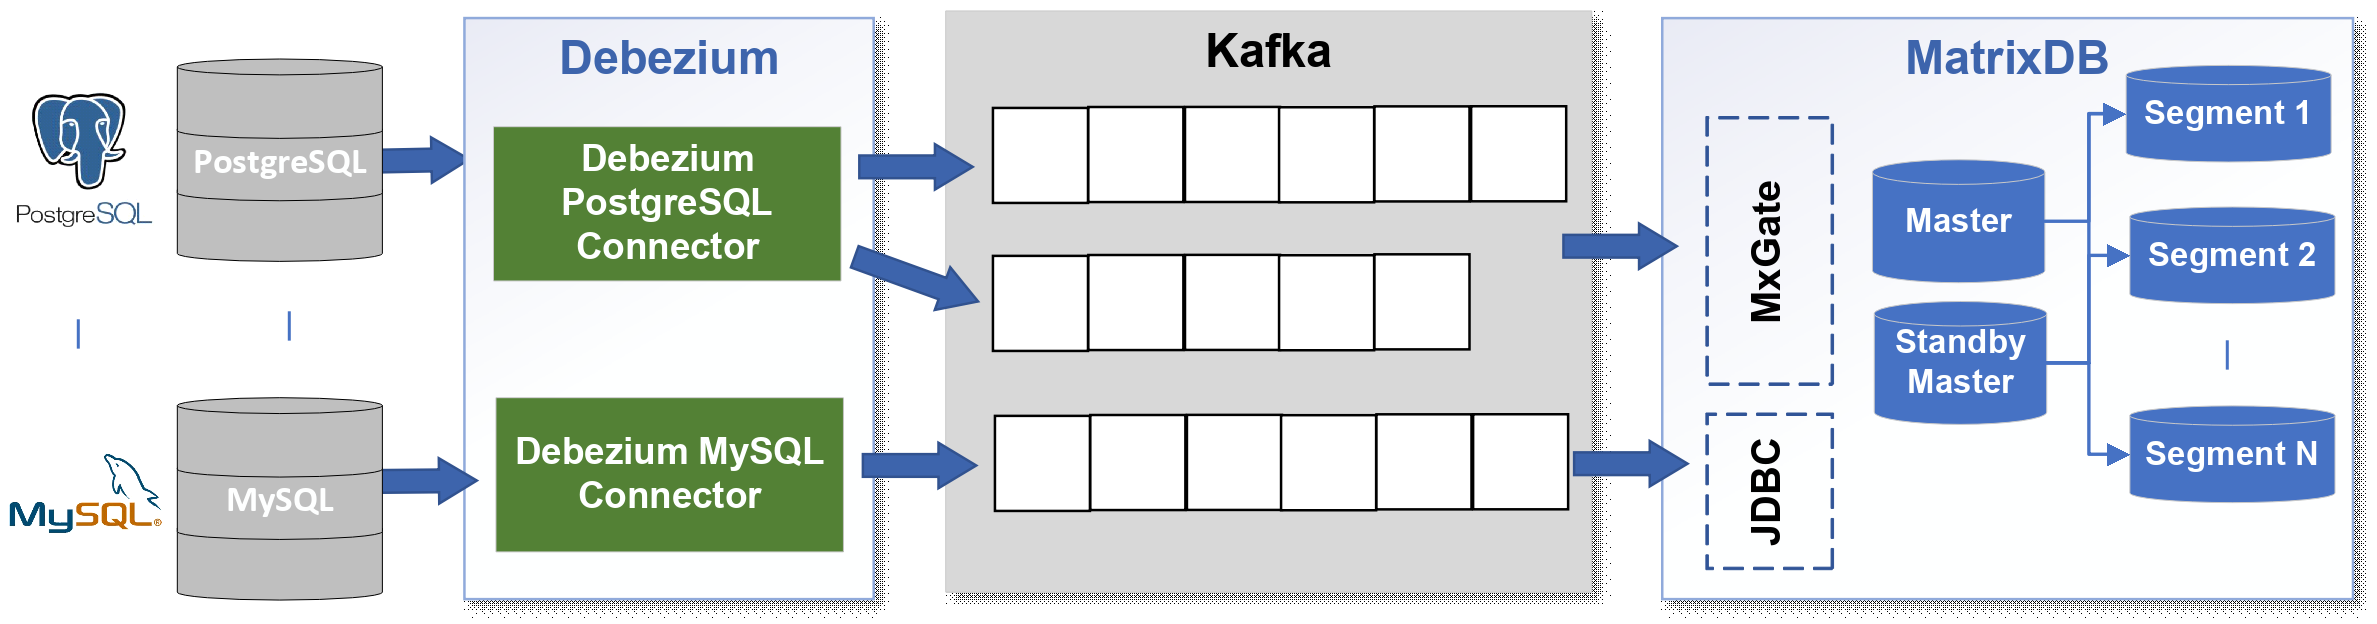 PostgreSQL
PostgreSQL
MySQL®
MySQL
Debezium
Debezium
PostgreSQL
Connector
Debezium MySQL
Connector
Kafka
MatrixDB
MxGate
JDBC
Master
Standby
Master
Segment 1
Segment 2
Segment N